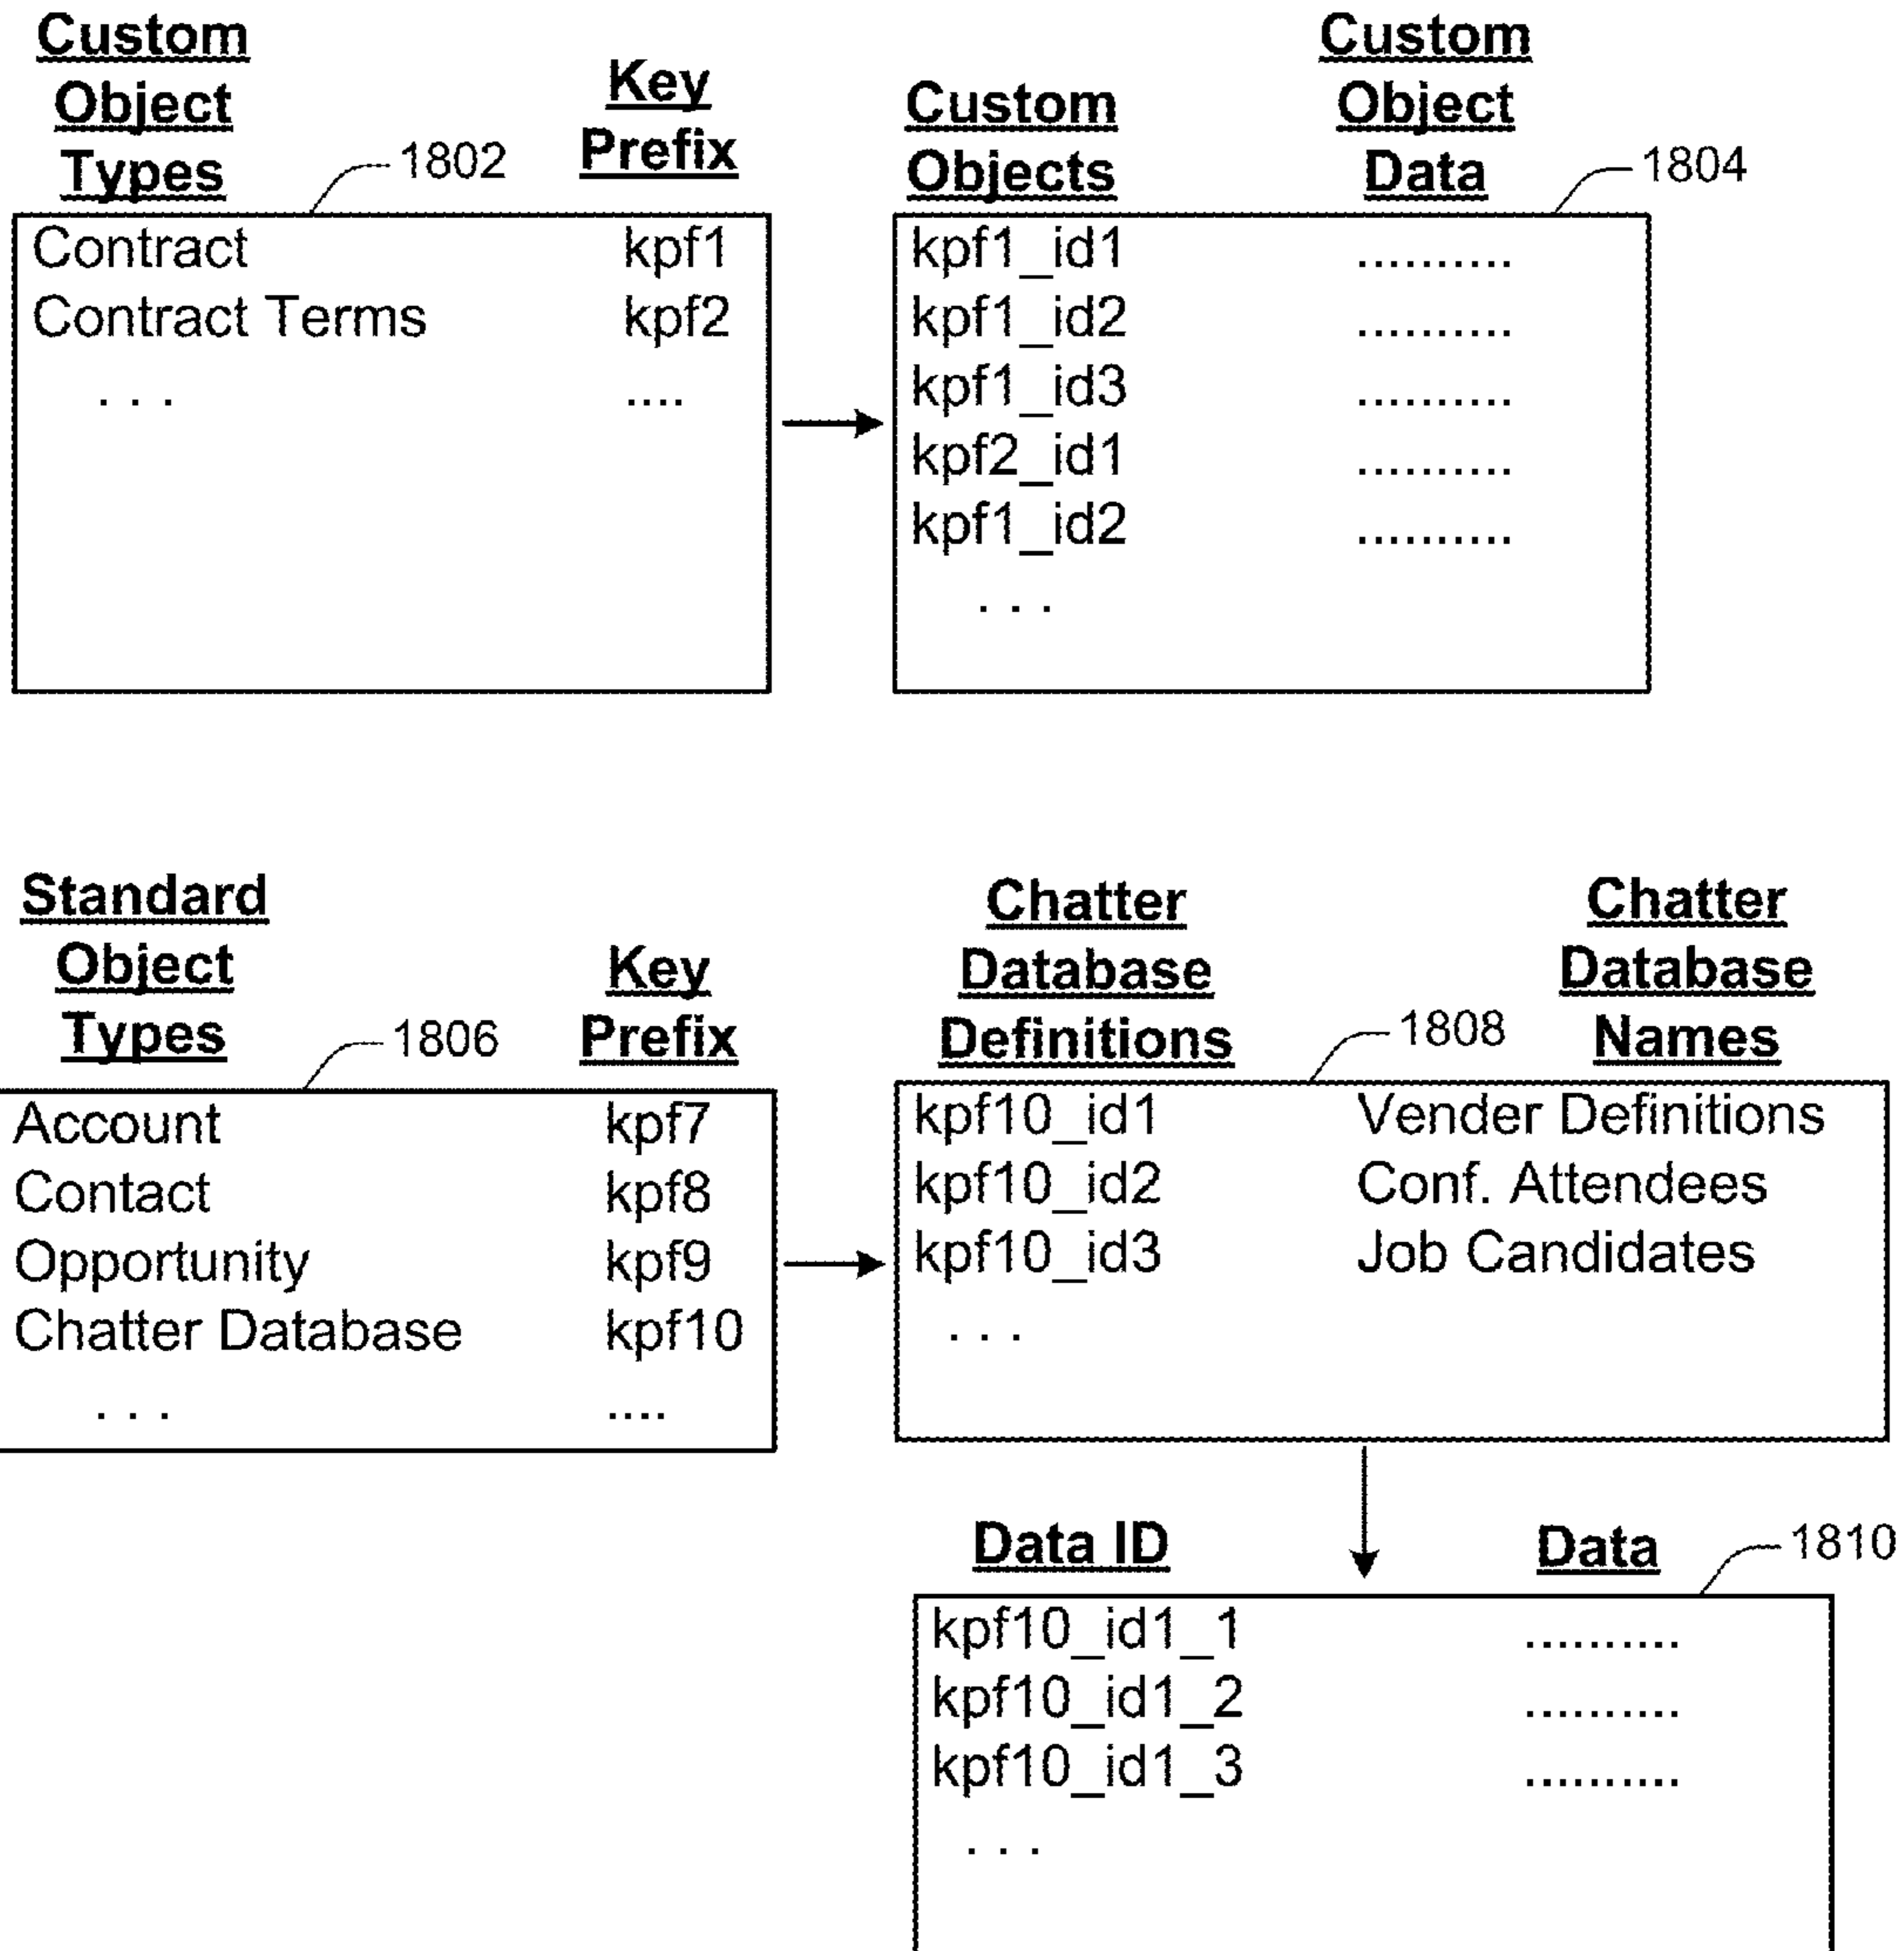 Custom
Object
Types
Key
Prefix
1802
Contract kpf1
Contract Terms kpf2
. . . ....
Custom
Objects
Custom
Object
Data
1804
kpf1_id1 ..........
kpf1_id2 ..........
kpf1_id3 ..........
kpf2_id1 ..........
kpf1_id2 ..........
. . .
Standard
Object
Types
Key
Prefix
1806
Account kpf7
Contact kpf8
Opportunity kpf9
Chatter Database kpf10
. . . ....
Chatter
Database
Definitions
Chatter
Database
Names
1808
kpf10_id1 Vender Definitions
kpf10_id2 Conf. Attendees
kpf10_id3 Job Candidates
. . .
Data ID Data
1810
kpf10_id1_1 ..........
kpf10_id1_2 ..........
kpf10_id1_3 ..........
. . .